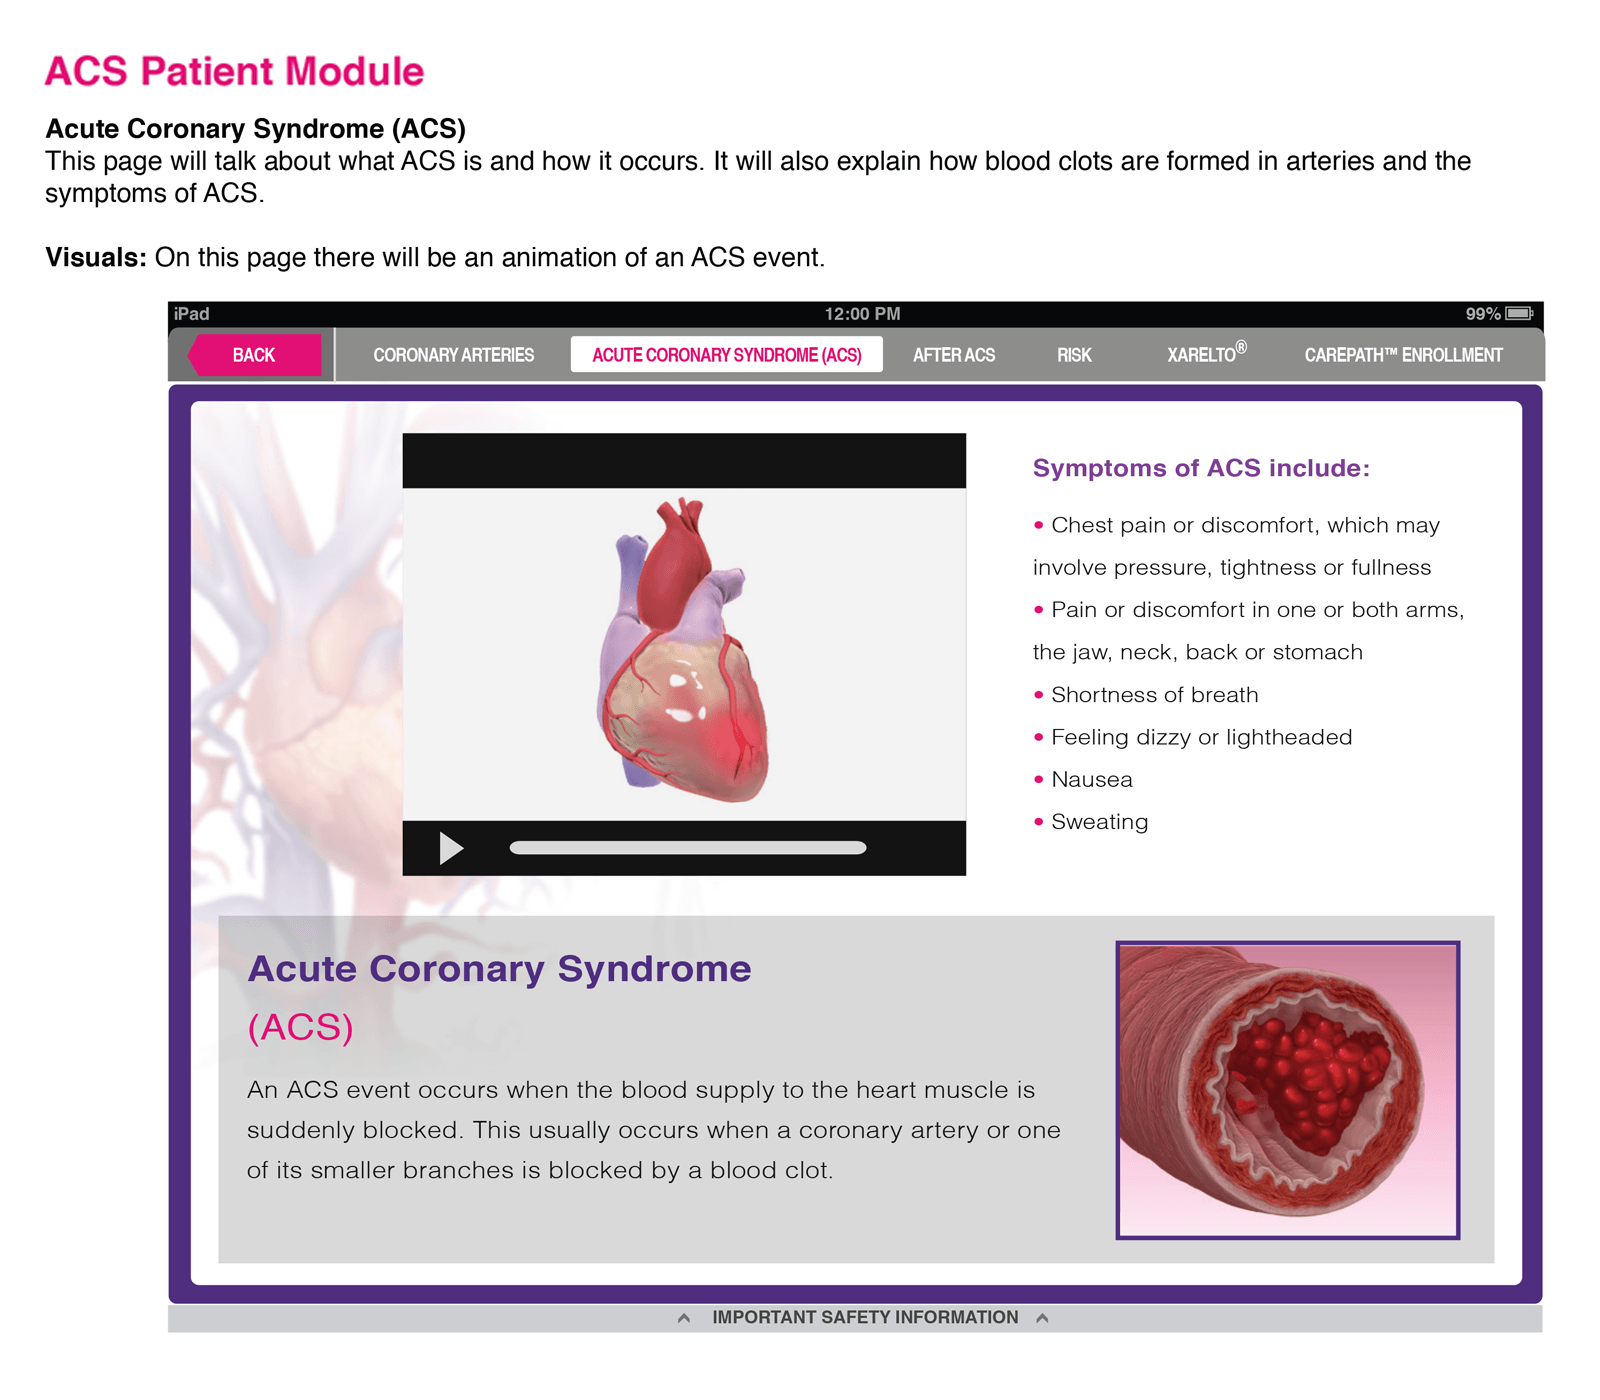 ACS Patient Module
Acute Coronary Syndrome (ACS)
This page will talk about what ACS is and how it occurs. It will also explain how blood clots are formed in arteries and the
symptoms of ACS.
Visuals: On this page there will be an animation of an ACS event.
iPad 12:00 PM 99%
BACK CORONARY ARTERIES ACUTE CORONARY SYNDROME (ACS) AFTER ACS RISK XARELTO® CAREPATH™ ENROLLMENT
Symptoms of ACS include:
• Chest pain or discomfort, which may
involve pressure, tightness or fullness
• Pain or discomfort in one or both arms,
the jaw, neck, back or stomach
• Shortness of breath
• Feeling dizzy or lightheaded
• Nausea
• Sweating
Acute Coronary Syndrome
(ACS)
An ACS event occurs when the blood supply to the heart muscle is
suddenly blocked. This usually occurs when a coronary artery or one
of its smaller branches is blocked by a blood clot.
IMPORTANT SAFETY INFORMATION